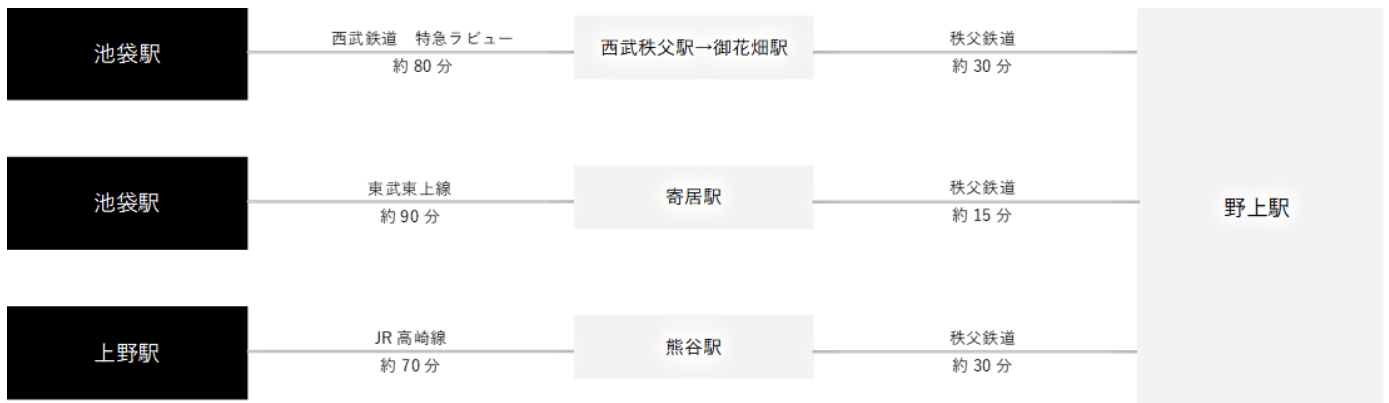 池袋駅
西武鉄道　特急ラビュー
約 80 分
西武秩父駅→御花畑駅
秩父鉄道
約 30 分
池袋駅
東武東上線
約 90 分
寄居駅
秩父鉄道
約 15 分
野上駅
上野駅
JR 高崎線
約 70 分
熊谷駅
秩父鉄道
約 30 分